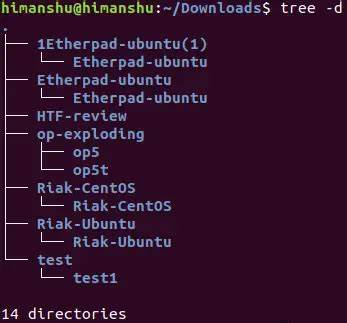 himanshu@himanshu:~/Downloads$ tree -d
.
├── 1Etherpad-ubuntu(1)
│   └── Etherpad-ubuntu
├── Etherpad-ubuntu
│   └── Etherpad-ubuntu
├── HTF-review
├── op-exploding
│   ├── op5
│   └── op5t
├── Riak-CentOS
│   └── Riak-CentOS
├── Riak-Ubuntu
│   └── Riak-Ubuntu
└── test
    └── test1

14 directories